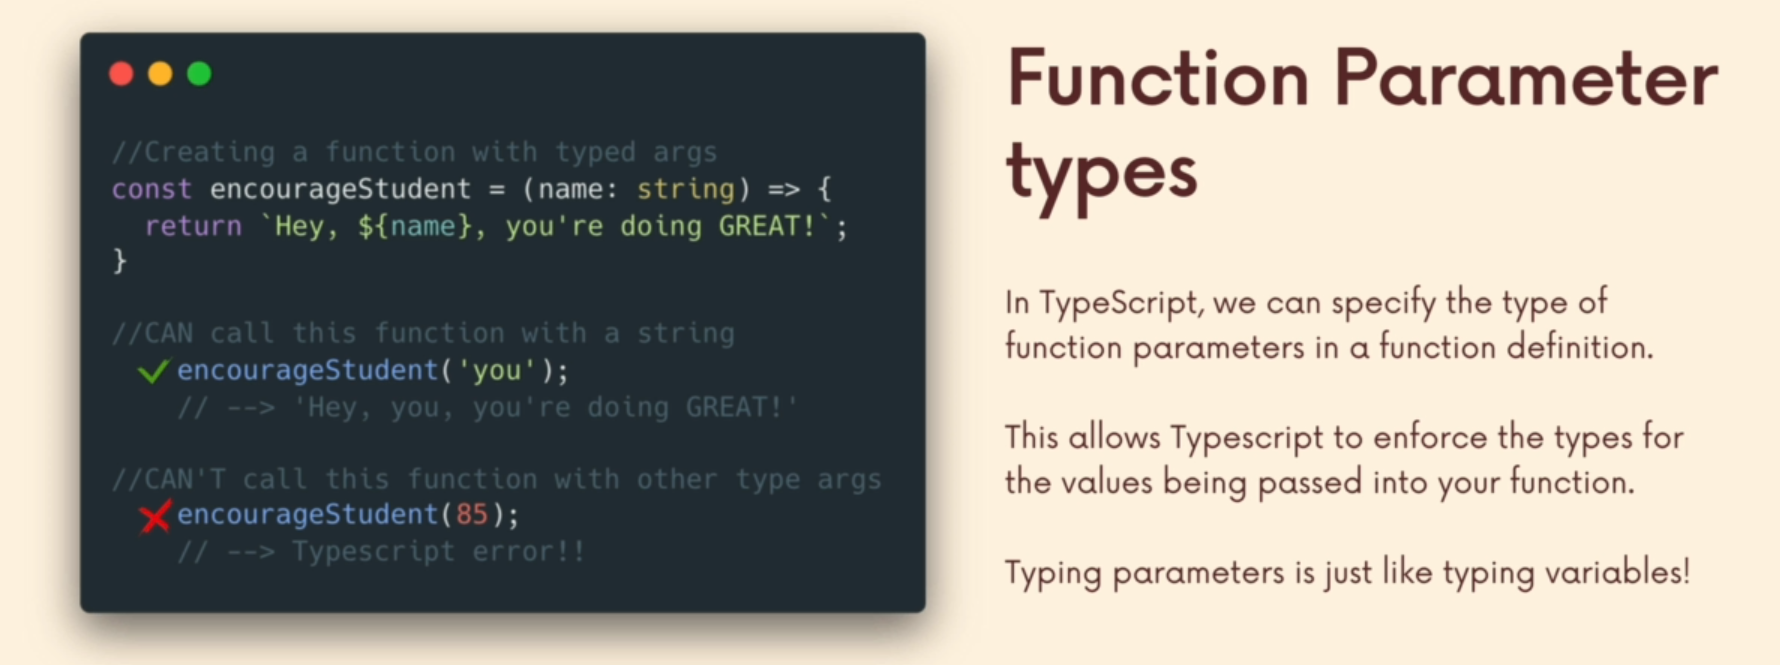 //Creating a function with typed args
const encourageStudent = (name: string) => {
  return `Hey, ${name}, you're doing GREAT!`;
}
//CAN call this function with a string
encourageStudent('you');
// --> 'Hey, you, you're doing GREAT!'
//CAN'T call this function with other type args
encourageStudent(85);
// --> Typescript error!!
Function Parameter
types
In TypeScript, we can specify the type of
function parameters in a function definition.
This allows Typescript to enforce the types for
the values being passed into your function.
Typing parameters is just like typing variables!